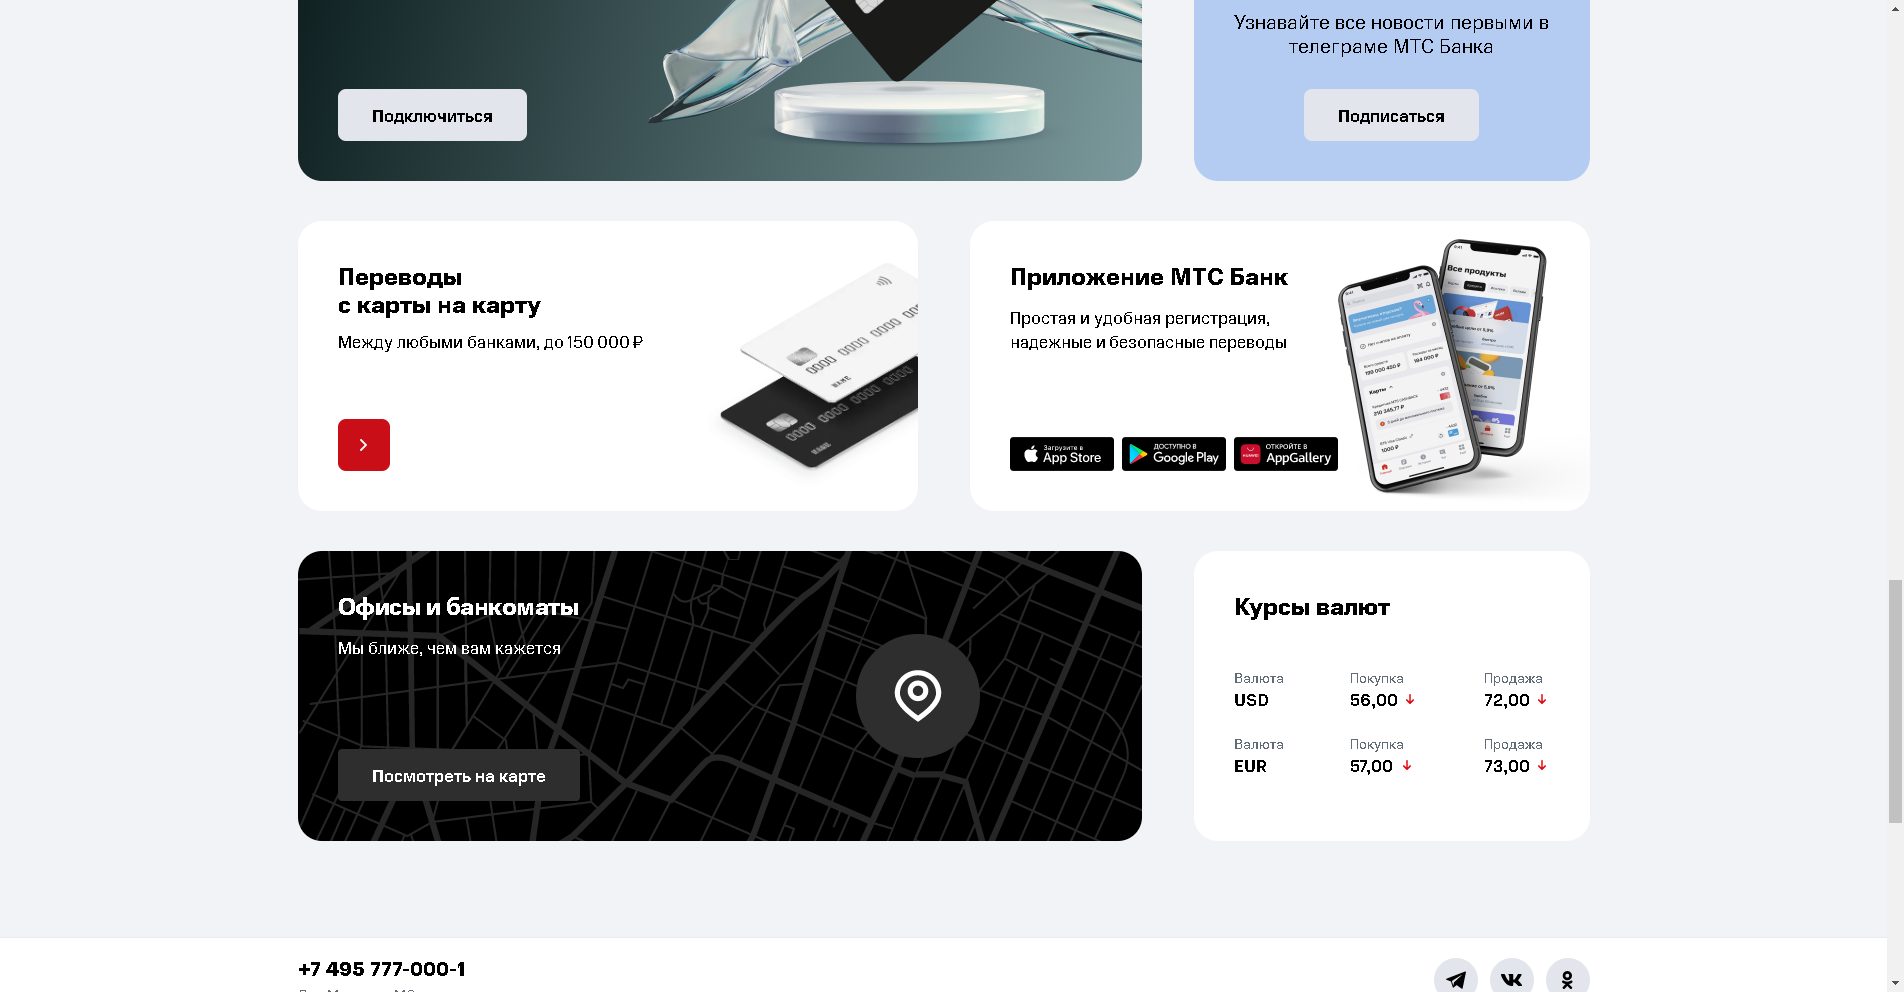 Узнавайте все новости первыми в
телеграме МТС Банка
Подключиться
Подписаться
Переводы
с карты на карту
Между любыми банками, до 150 000 ₽
Приложение МТС Банк
Простая и удобная регистрация,
надежные и безопасные переводы
Загрузите в
App Store
ДОСТУПНО В
Google Play
ОТКРОЙТЕ В
AppGallery
Все продукты
Карты
0000 0000 0000
NAME
0000 0000 0000
NAME
Офисы и банкоматы
Мы ближе, чем вам кажется
Посмотреть на карте
Курсы валют
Валюта Покупка Продажа
USD 56,00 72,00
Валюта Покупка Продажа
EUR 57,00 73,00
+7 495 777-000-1